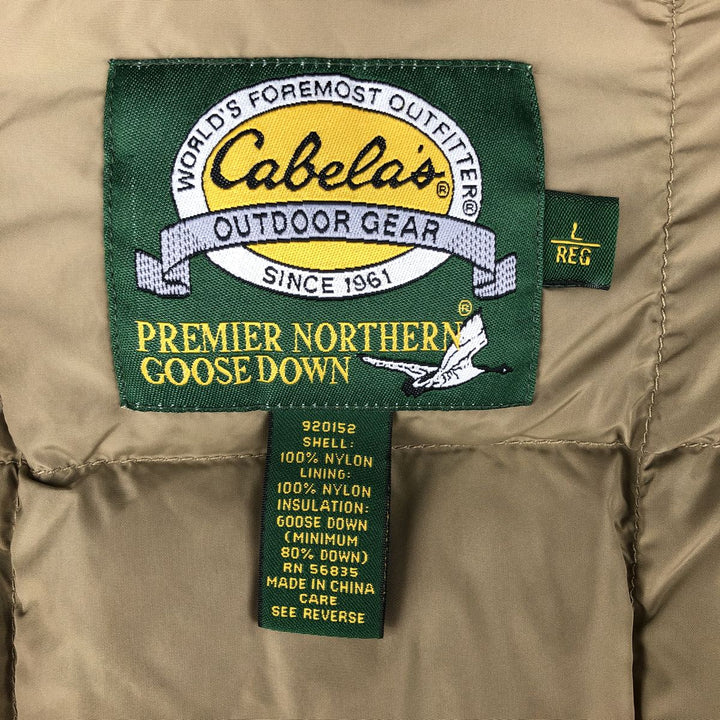 WORLD'S FOREMOST OUTFITTER®
Cabela's®
OUTDOOR GEAR
SINCE 1961
PREMIER NORTHERN®
GOOSE DOWN
L
REG
920152
SHELL:
100% NYLON
LINING:
100% NYLON
INSULATION:
GOOSE DOWN
(MINIMUM
80% DOWN)
RN 56835
MADE IN CHINA
CARE
SEE REVERSE